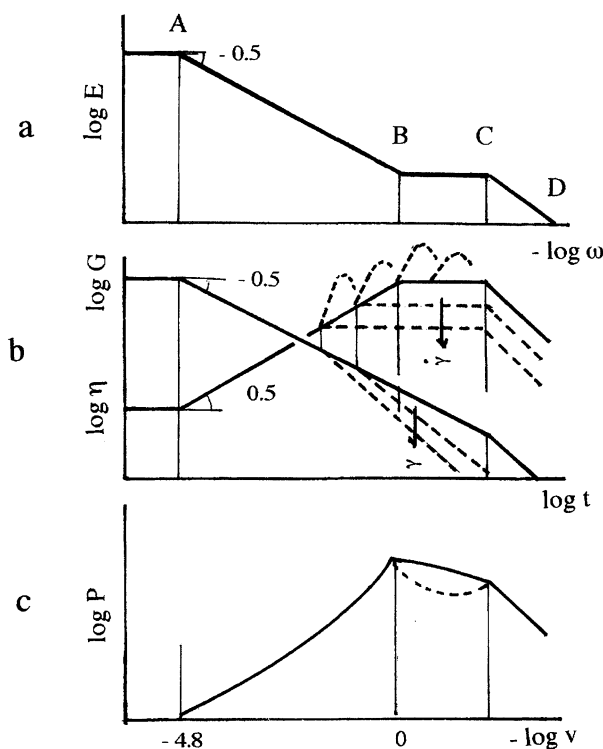 A
- 0.5
a
log E
B
C
D
- log ω
b
log G
- 0.5
log η
0.5
γ̇
γ
log t
c
log P
- 4.8
0
- log v